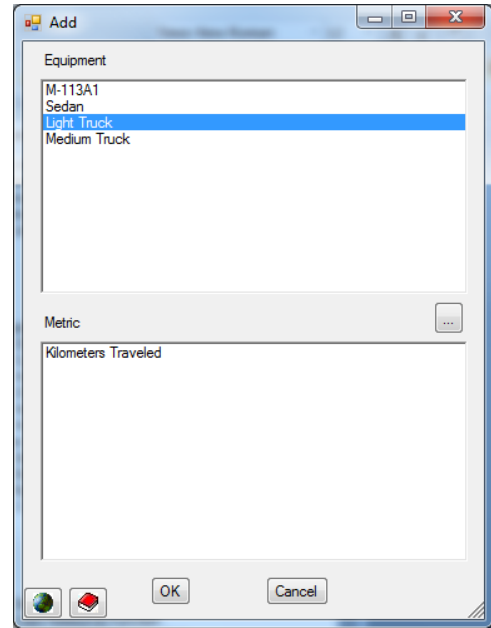 Add
Equipment
M-113A1
Sedan
Light Truck
Medium Truck
Metric
...
Kilometers Traveled
OK
Cancel